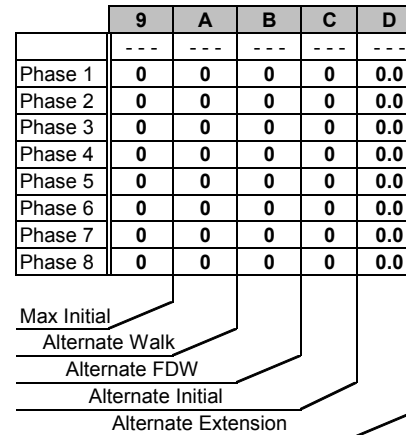 9 A B C D
--- --- --- --- ---
Phase 1 0 0 0 0 0.0
Phase 2 0 0 0 0 0.0
Phase 3 0 0 0 0 0.0
Phase 4 0 0 0 0 0.0
Phase 5 0 0 0 0 0.0
Phase 6 0 0 0 0 0.0
Phase 7 0 0 0 0 0.0
Phase 8 0 0 0 0 0.0
Max Initial
Alternate Walk
Alternate FDW
Alternate Initial
Alternate Extension